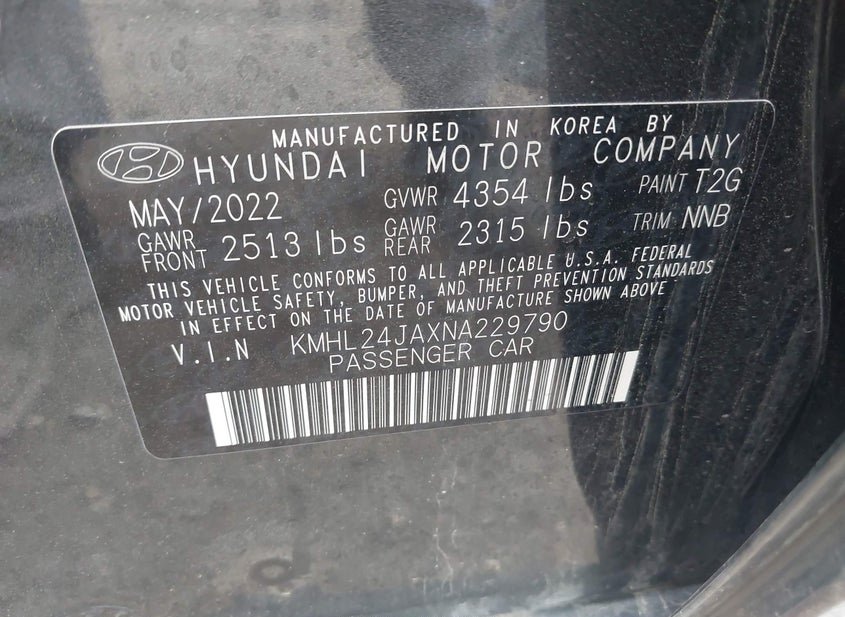 MANUFACTURED IN KOREA BY
HYUNDAI MOTOR COMPANY
MAY/2022 GVWR 4354 lbs PAINT T2G
GAWR FRONT 2513 lbs GAWR REAR 2315 lbs TRIM NNB
THIS VEHICLE CONFORMS TO ALL APPLICABLE U.S.A. FEDERAL
MOTOR VEHICLE SAFETY, BUMPER, AND THEFT PREVENTION STANDARDS
IN EFFECT ON THE DATE OF MANUFACTURE SHOWN ABOVE
V.I.N KMHL24JAXNA229790
PASSENGER CAR